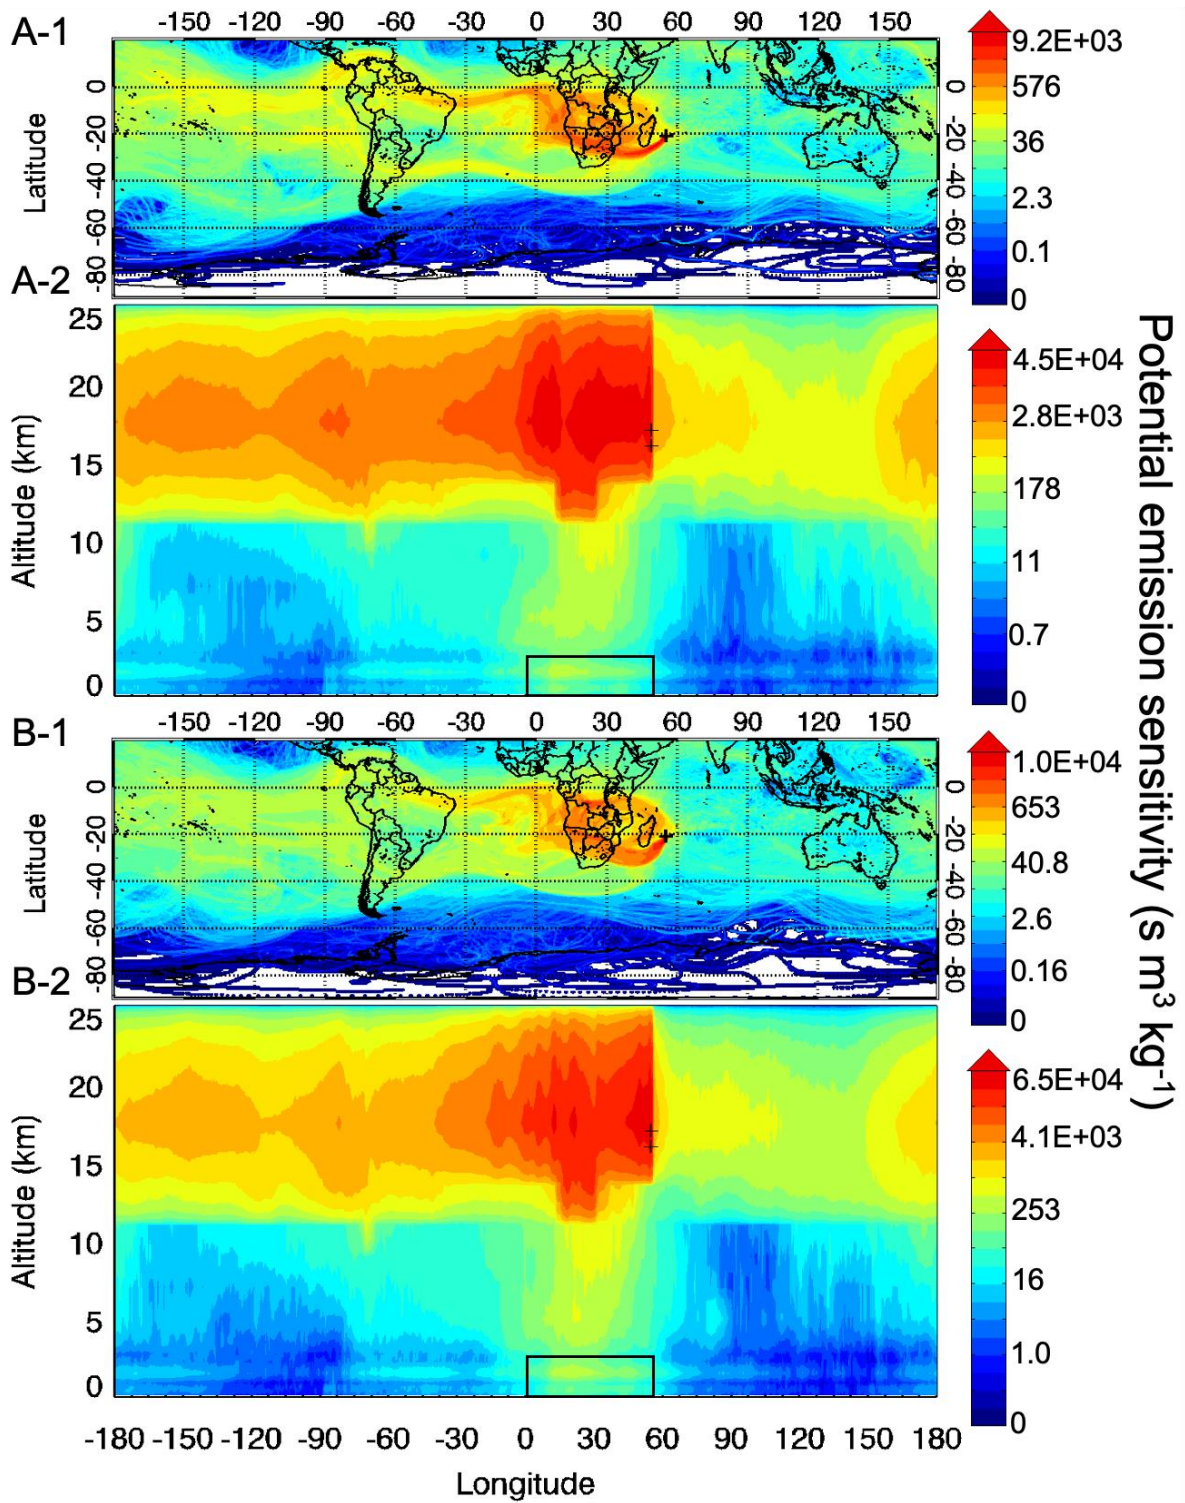 A-1
-150 -120 -90 -60 -30 0 30 60 90 120 150
Latitude
0
-20
-40
-60
-80
0
-20
-40
-60
-80
9.2E+03
576
36
2.3
0.1
0
A-2
Altitude (km)
25
20
15
10
5
0
4.5E+04
2.8E+03
178
11
0.7
0
-150 -120 -90 -60 -30 0 30 60 90 120 150
B-1
Latitude
0
-20
-40
-60
-80
0
-20
-40
-60
-80
1.0E+04
653
40.8
2.6
0.16
0
B-2
Altitude (km)
25
20
15
10
5
0
6.5E+04
4.1E+03
253
16
1.0
0
-180 -150 -120 -90 -60 -30 0 30 60 90 120 150 180
Longitude
Potential emission sensitivity (s m³ kg⁻¹)